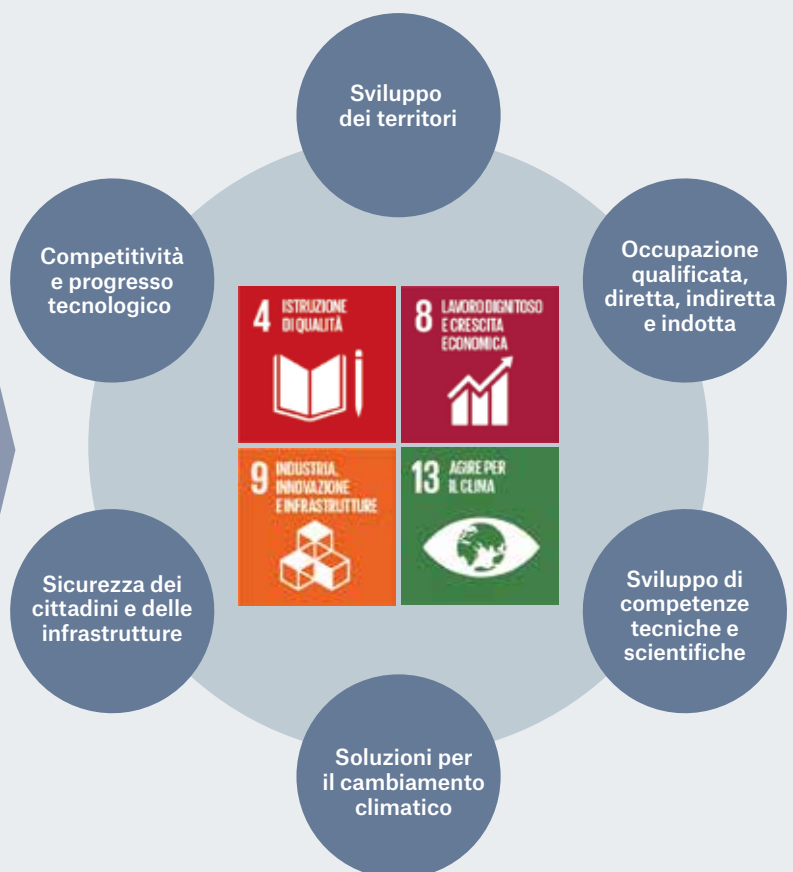 Sviluppo
dei territori
Competitività
e progresso
tecnologico
Occupazione
qualificata,
diretta, indiretta
e indotta
4 ISTRUZIONE
DI QUALITÀ
8 LAVORO DIGNITOSO
E CRESCITA
ECONOMICA
9 INDUSTRIA,
INNOVAZIONE
E INFRASTRUTTURE
13 AGIRE PER
IL CLIMA
Sicurezza dei
cittadini e delle
infrastrutture
Sviluppo di
competenze
tecniche e
scientifiche
Soluzioni per
il cambiamento
climatico